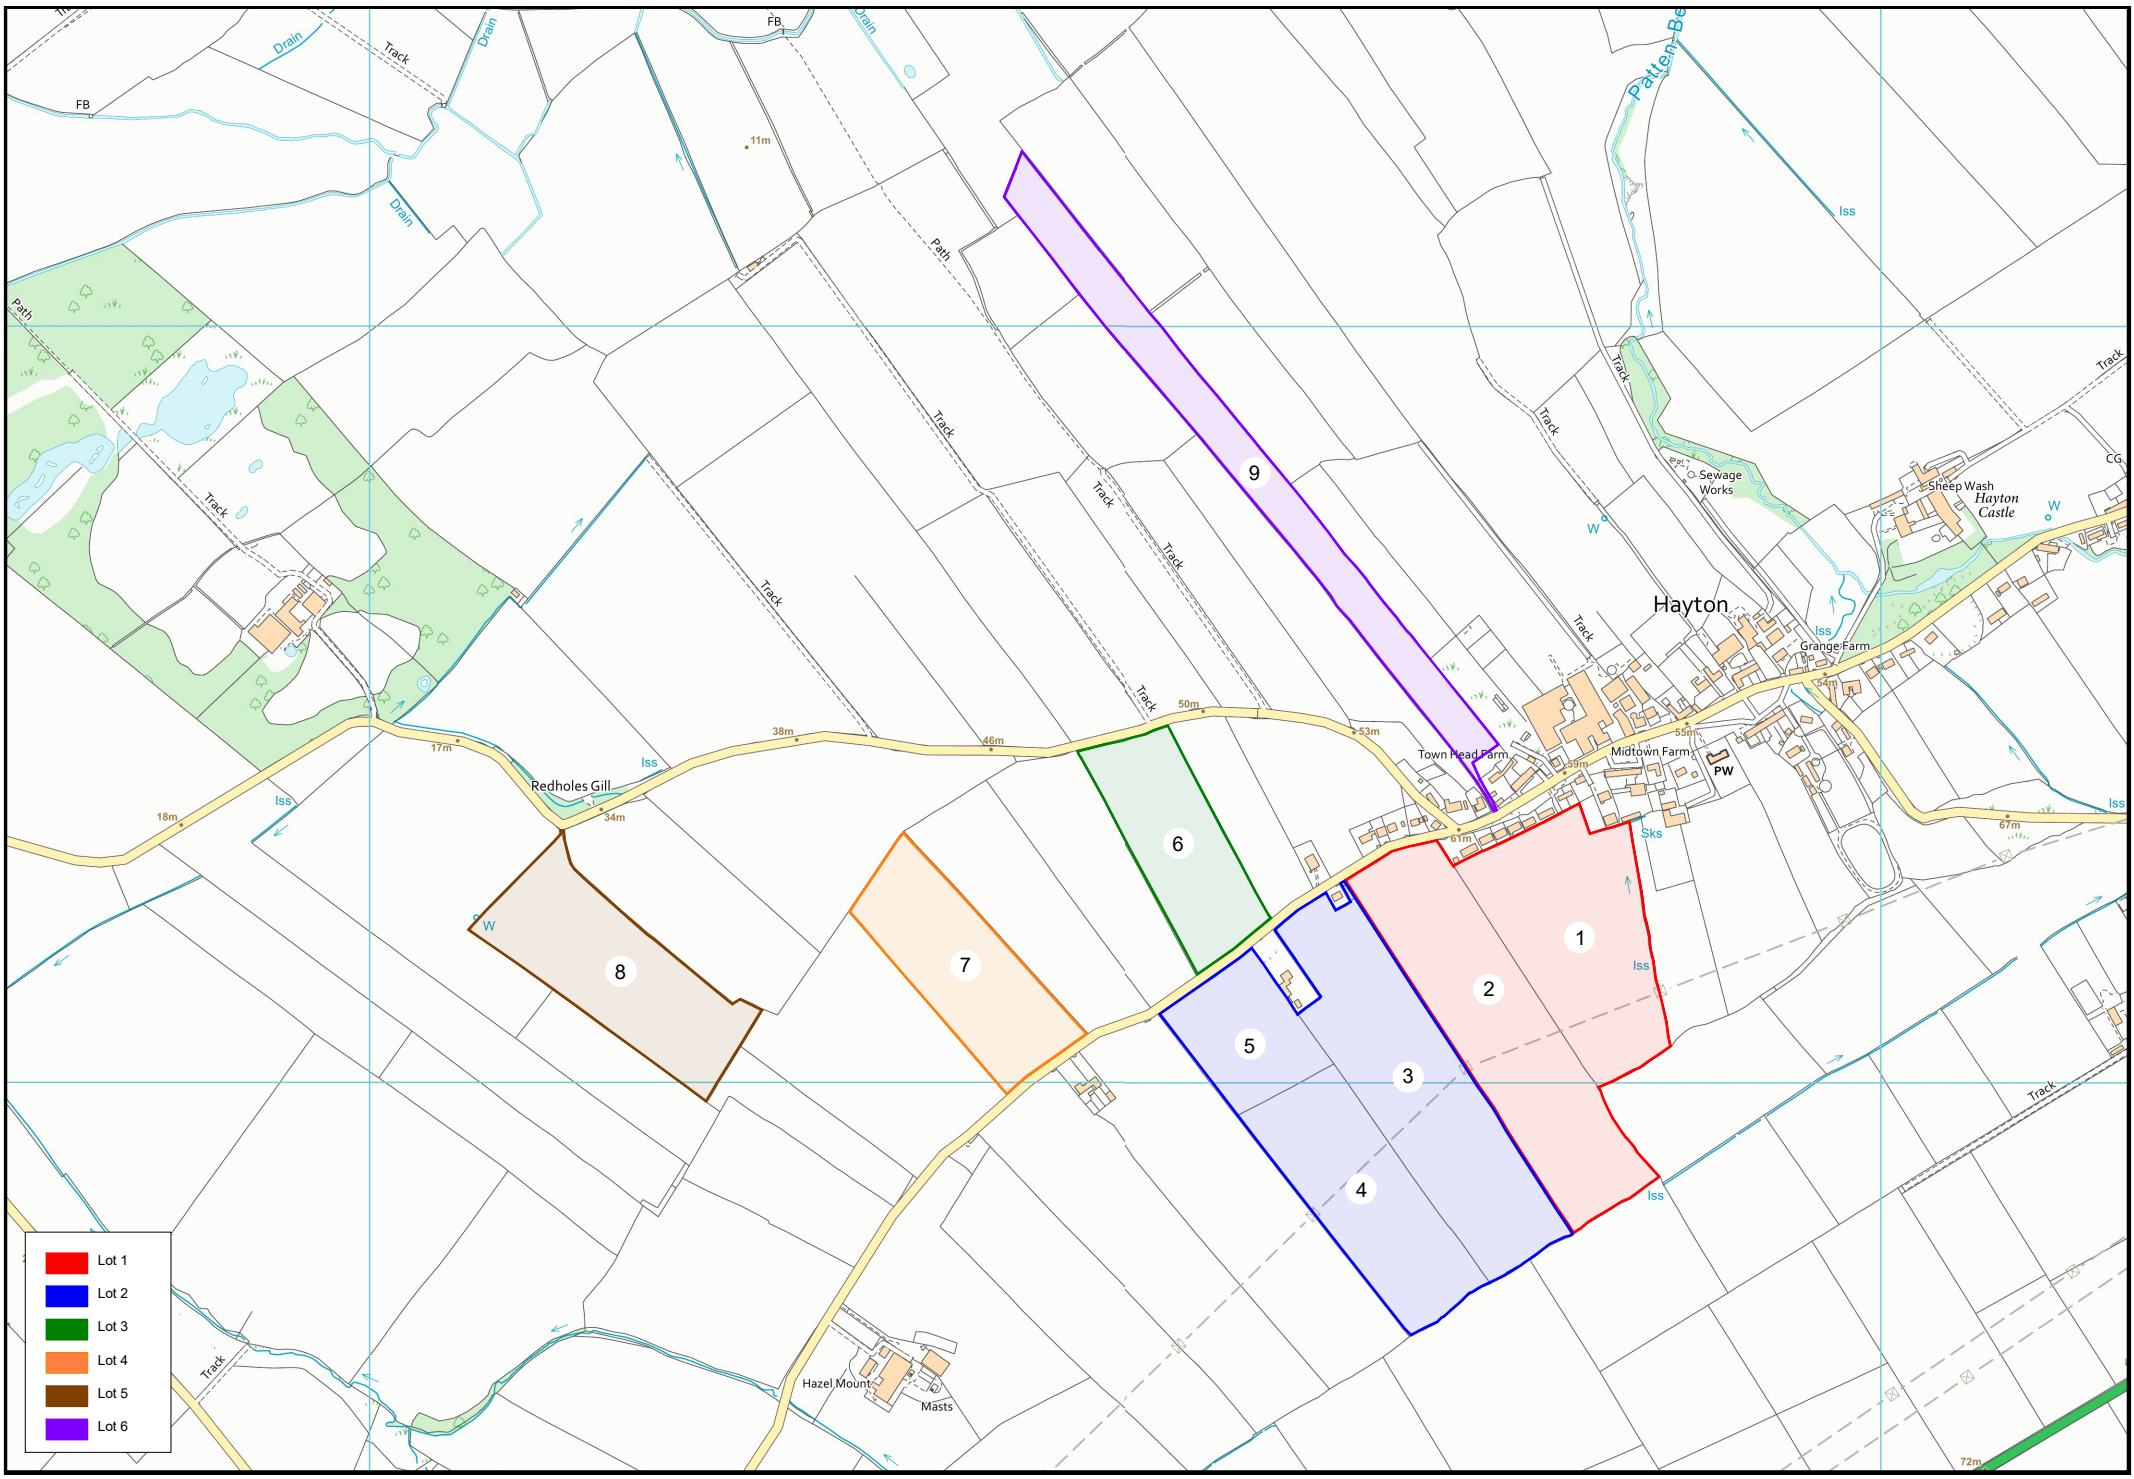 Drain
Track
Drain
FB
Drain
Patten Be
FB
11m
Iss
Drain
Path
Path
Track
Track
Track
9
Track
CG
Sewage
Works
Sheep Wash
Hayton
Castle
W
W
Track
Track
Track
Track
Track
Hayton
Track
Iss
Grange Farm
Track
54m
50m
53m
55m
38m
46m
17m
Town Head Farm
Midtown Farm
59m
PW
Iss
Redholes Gill
Iss
34m
18m
61m
Sks
67m
Iss
6
W
8
7
1
Iss
2
5
3
Track
4
Iss
Lot 1
Lot 2
Lot 3
Lot 4
Lot 5
Lot 6
Track
Hazel Mount
Masts
72m